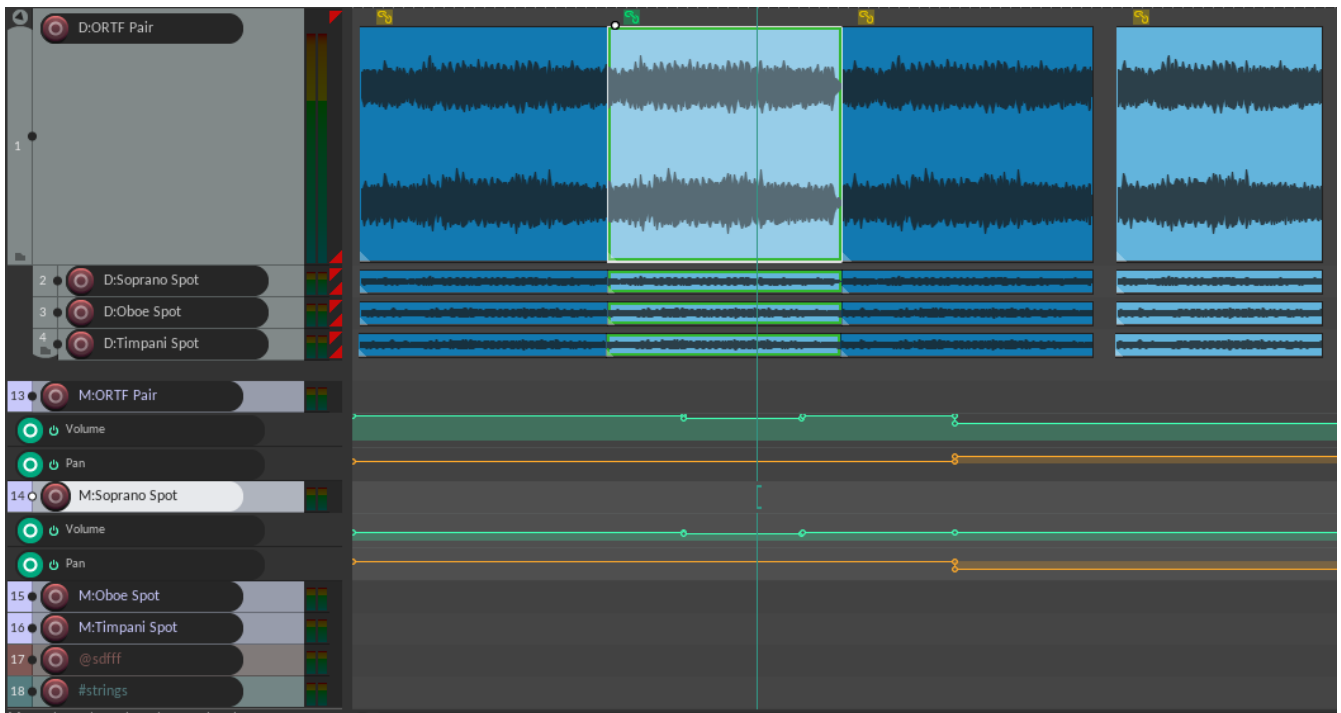 D:ORTF Pair
1
2 D:Soprano Spot
3 D:Oboe Spot
4 D:Timpani Spot
13 M:ORTF Pair
Volume
Pan
14 M:Soprano Spot
Volume
Pan
15 M:Oboe Spot
16 M:Timpani Spot
17 @sdfff
18 #strings